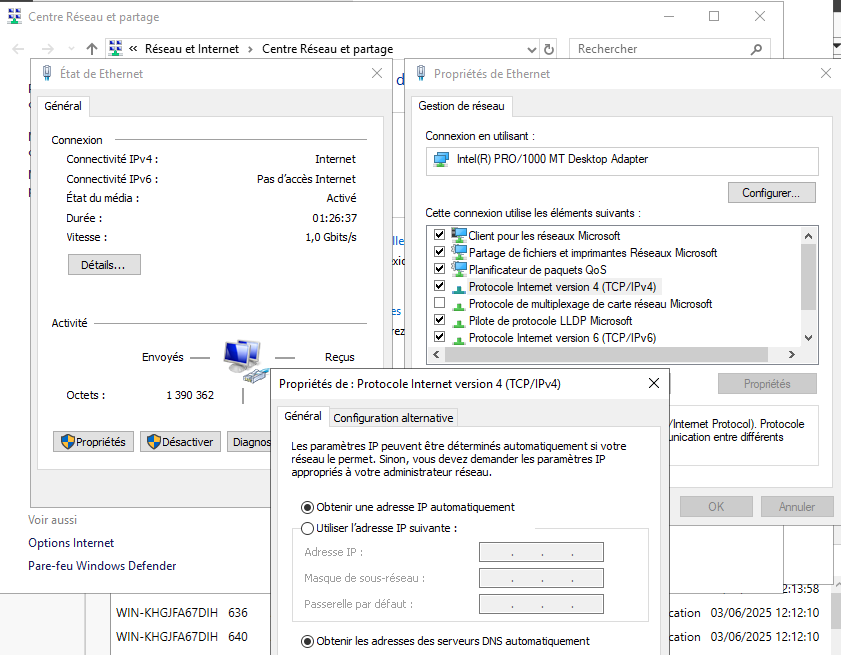 Centre Réseau et partage
« Réseau et Internet > Centre Réseau et partage
Rechercher
État de Ethernet
Général
Connexion
Connectivité IPv4 : Internet
Connectivité IPv6 : Pas d'accès Internet
État du média : Activé
Durée : 01:26:37
Vitesse : 1,0 Gbits/s
Détails...
Activité
Envoyés — — Reçus
Octets : 1 390 362
Propriétés
Désactiver
Diagnos
Propriétés de Ethernet
Gestion de réseau
Connexion en utilisant :
Intel(R) PRO/1000 MT Desktop Adapter
Configurer...
Cette connexion utilise les éléments suivants :
Client pour les réseaux Microsoft
Partage de fichiers et imprimantes Réseaux Microsoft
Planificateur de paquets QoS
Protocole Internet version 4 (TCP/IPv4)
Protocole de multiplexage de carte réseau Microsoft
Pilote de protocole LLDP Microsoft
Protocole Internet version 6 (TCP/IPv6)
Propriétés
/Internet Protocol). Protocole
unication entre différents
OK
Annuler
Propriétés de : Protocole Internet version 4 (TCP/IPv4)
Général
Configuration alternative
Les paramètres IP peuvent être déterminés automatiquement si votre
réseau le permet. Sinon, vous devez demander les paramètres IP
appropriés à votre administrateur réseau.
Obtenir une adresse IP automatiquement
Utiliser l'adresse IP suivante :
Adresse IP :
Masque de sous-réseau :
Passerelle par défaut :
Obtenir les adresses des serveurs DNS automatiquement
Voir aussi
Options Internet
Pare-feu Windows Defender
2:13:58
WIN-KHGJFA67DIH 636 cation 03/06/2025 12:12:10
WIN-KHGJFA67DIH 640 cation 03/06/2025 12:12:10